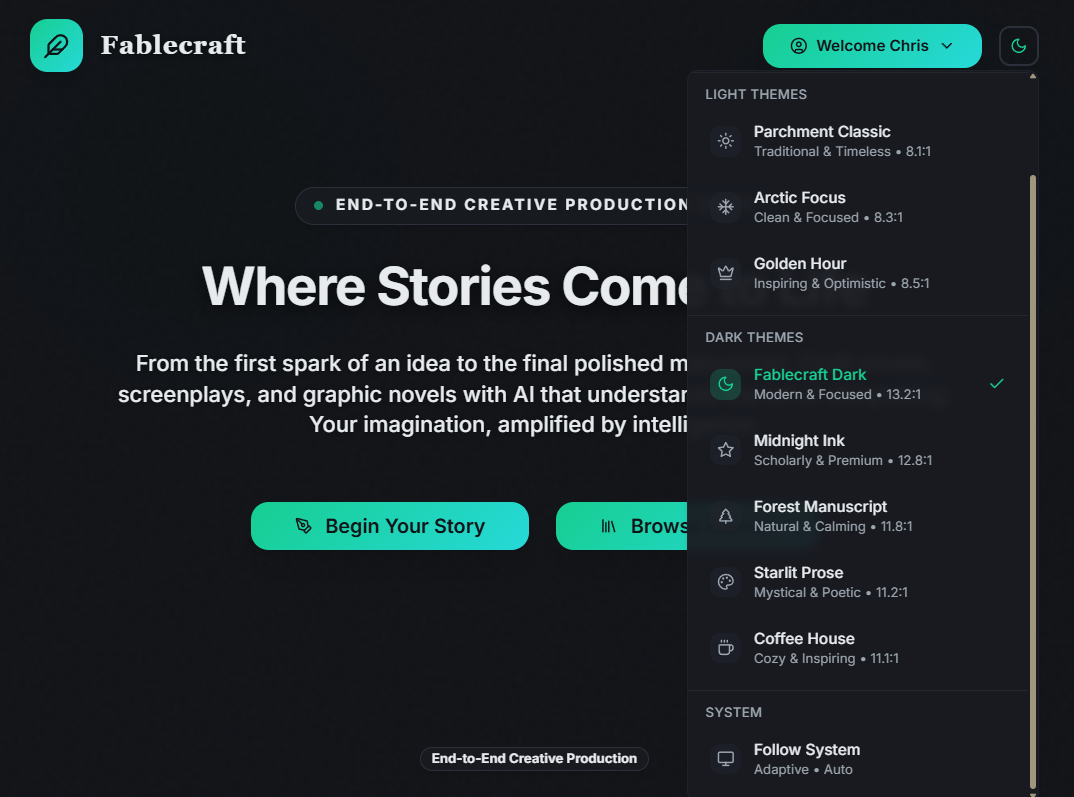 Fablecraft
Welcome Chris
END-TO-END CREATIVE PRODUCTION
Where Stories Come to Life
From the first spark of an idea to the final polished
screenplays, and graphic novels with AI that
Your imagination, amplified by
Begin Your Story
End-to-End Creative Production
LIGHT THEMES
Parchment Classic
Traditional & Timeless • 8.1:1
Arctic Focus
Clean & Focused • 8.3:1
Golden Hour
Inspiring & Optimistic • 8.5:1
DARK THEMES
Fablecraft Dark
Modern & Focused • 13.2:1
Midnight Ink
Scholarly & Premium • 12.8:1
Forest Manuscript
Natural & Calming • 11.8:1
Starlit Prose
Mystical & Poetic • 11.2:1
Coffee House
Cozy & Inspiring • 11.1:1
SYSTEM
Follow System
Adaptive • Auto